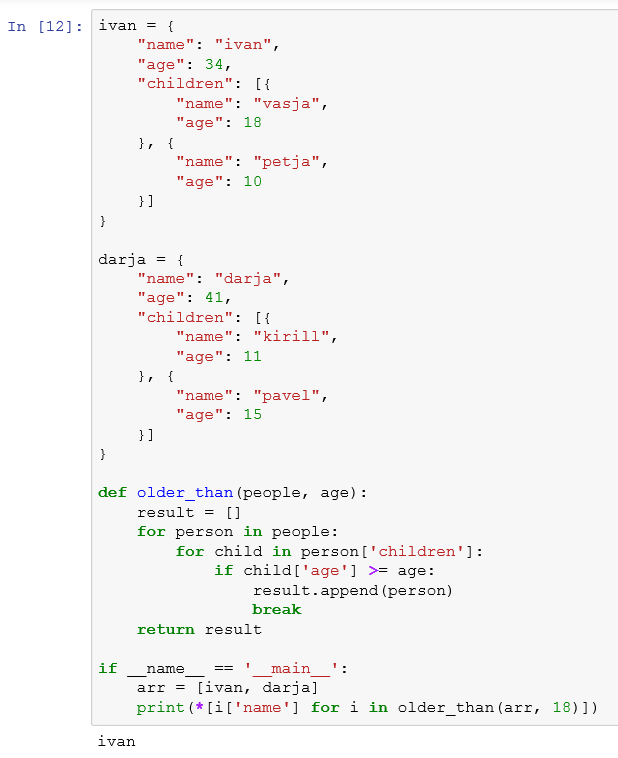 In [12]: ivan = {
    "name": "ivan",
    "age": 34,
    "children": [{
        "name": "vasja",
        "age": 18
    }, {
        "name": "petja",
        "age": 10
    }]
}

darja = {
    "name": "darja",
    "age": 41,
    "children": [{
        "name": "kirill",
        "age": 11
    }, {
        "name": "pavel",
        "age": 15
    }]
}

def older_than(people, age):
    result = []
    for person in people:
        for child in person['children']:
            if child['age'] >= age:
                result.append(person)
                break
    return result

if __name__ == '__main__':
    arr = [ivan, darja]
    print(*[i['name'] for i in older_than(arr, 18)])
ivan